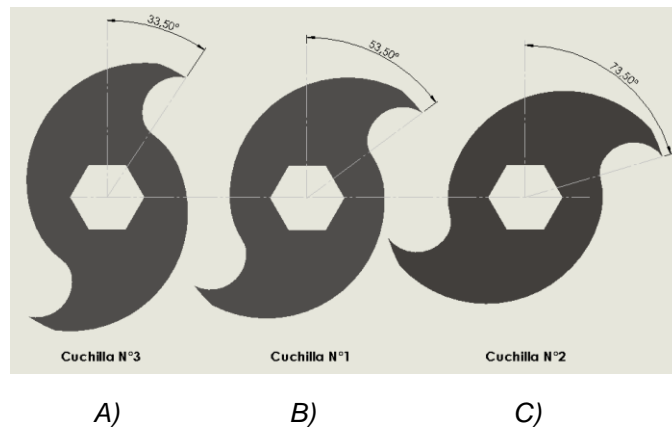 33,50°
53,50°
73,50°
Cuchilla N°3
Cuchilla N°1
Cuchilla N°2
A)
B)
C)